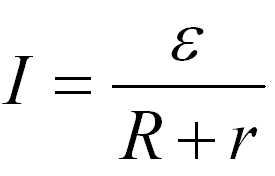 I = ε / (R + r)